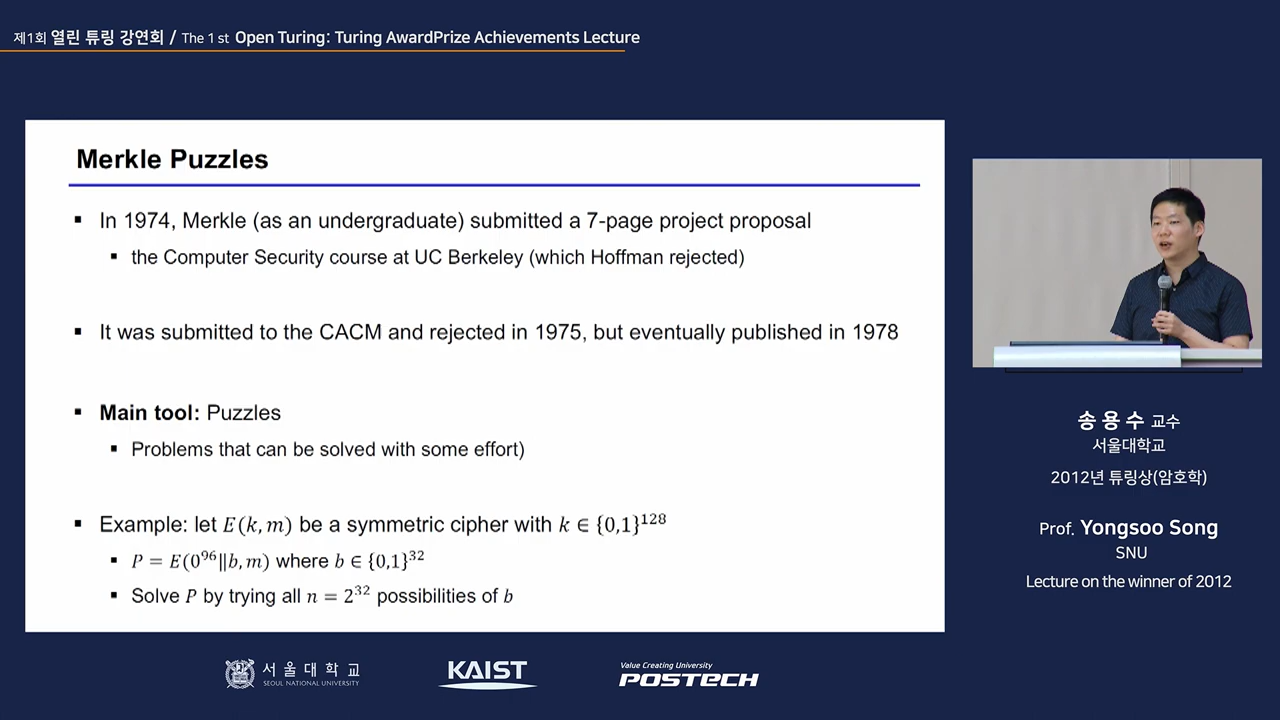 제1회 열린 튜링 강연회 / The 1 st Open Turing: Turing AwardPrize Achievements Lecture
Merkle Puzzles
▪ In 1974, Merkle (as an undergraduate) submitted a 7-page project proposal
▪ the Computer Security course at UC Berkeley (which Hoffman rejected)
▪ It was submitted to the CACM and rejected in 1975, but eventually published in 1978
▪ Main tool: Puzzles
▪ Problems that can be solved with some effort)
▪ Example: let E(k, m) be a symmetric cipher with k ∈ {0,1}¹²⁸
▪ P = E(0⁹⁶||b, m) where b ∈ {0,1}³²
▪ Solve P by trying all n = 2³² possibilities of b
송 용 수 교수
서울대학교
2012년 튜링상(암호학)
Prof. Yongsoo Song
SNU
Lecture on the winner of 2012
서울대학교
SEOUL NATIONAL UNIVERSITY
KAIST
Value Creating University
POSTECH